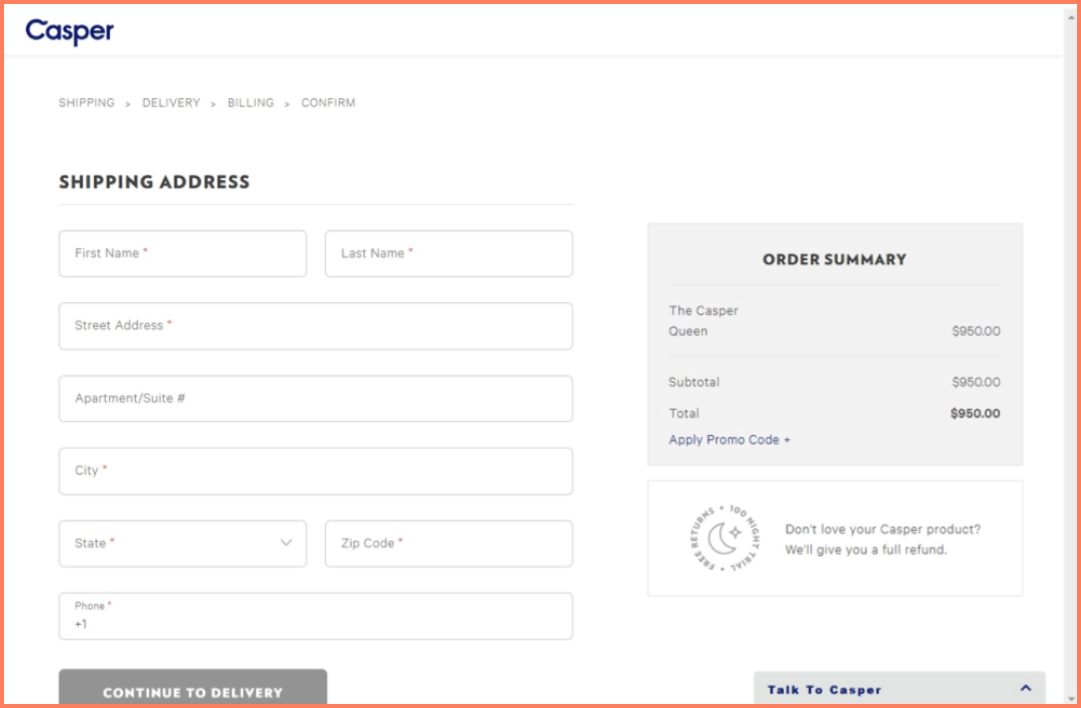 Casper
SHIPPING > DELIVERY > BILLING > CONFIRM
SHIPPING ADDRESS
First Name *
Last Name *
Street Address *
Apartment/Suite #
City *
State *
Zip Code *
Phone *
+1
CONTINUE TO DELIVERY
ORDER SUMMARY
The Casper
Queen $950.00
Subtotal $950.00
Total $950.00
Apply Promo Code +
FREE RETURNS • 100 NIGHT TRIAL •
Don't love your Casper product?
We'll give you a full refund.
Talk To Casper